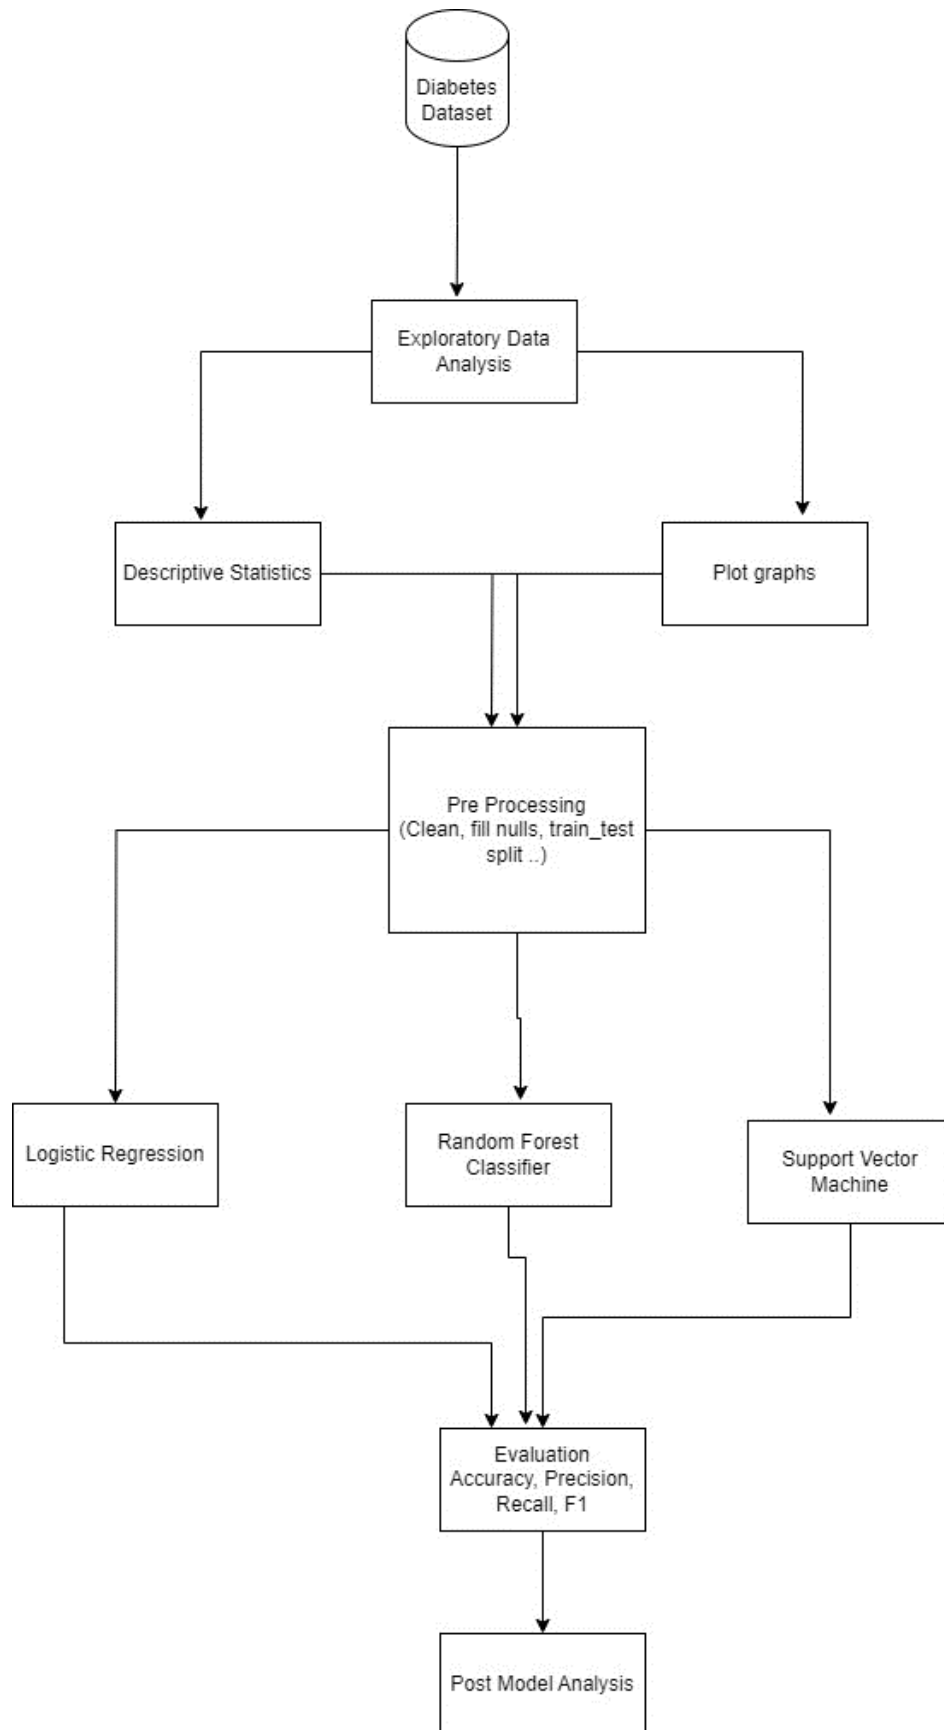 Diabetes
Dataset
Exploratory Data
Analysis
Descriptive Statistics
Plot graphs
Pre Processing
(Clean, fill nulls, train_test
split ..)
Logistic Regression
Random Forest
Classifier
Support Vector
Machine
Evaluation
Accuracy, Precision,
Recall, F1
Post Model Analysis